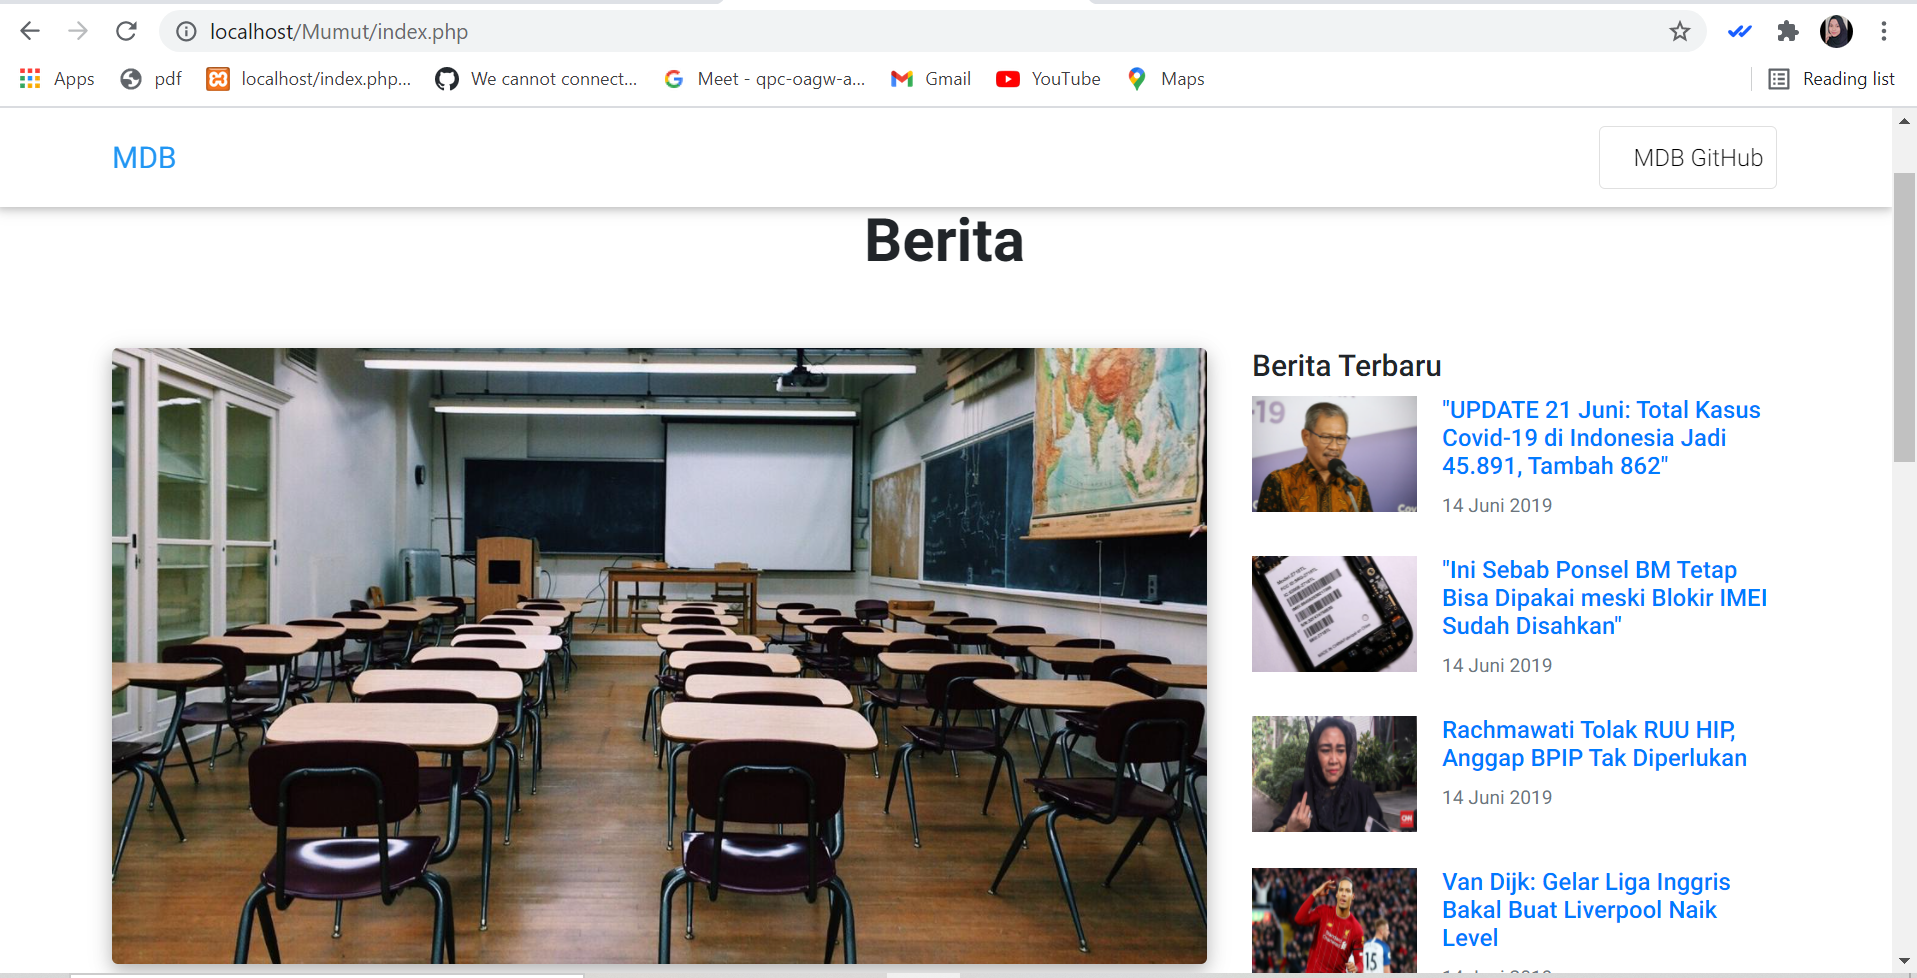 localhost/Mumut/index.php
Apps
pdf
localhost/index.php...
We cannot connect...
Meet - qpc-oagw-a...
Gmail
YouTube
Maps
Reading list
MDB
MDB GitHub
Berita
Berita Terbaru
-19
"UPDATE 21 Juni: Total Kasus
Covid-19 di Indonesia Jadi
45.891, Tambah 862"
14 Juni 2019
"Ini Sebab Ponsel BM Tetap
Bisa Dipakai meski Blokir IMEI
Sudah Disahkan"
14 Juni 2019
Rachmawati Tolak RUU HIP,
Anggap BPIP Tak Diperlukan
14 Juni 2019
CNN
Van Dijk: Gelar Liga Inggris
Bakal Buat Liverpool Naik
Level
15